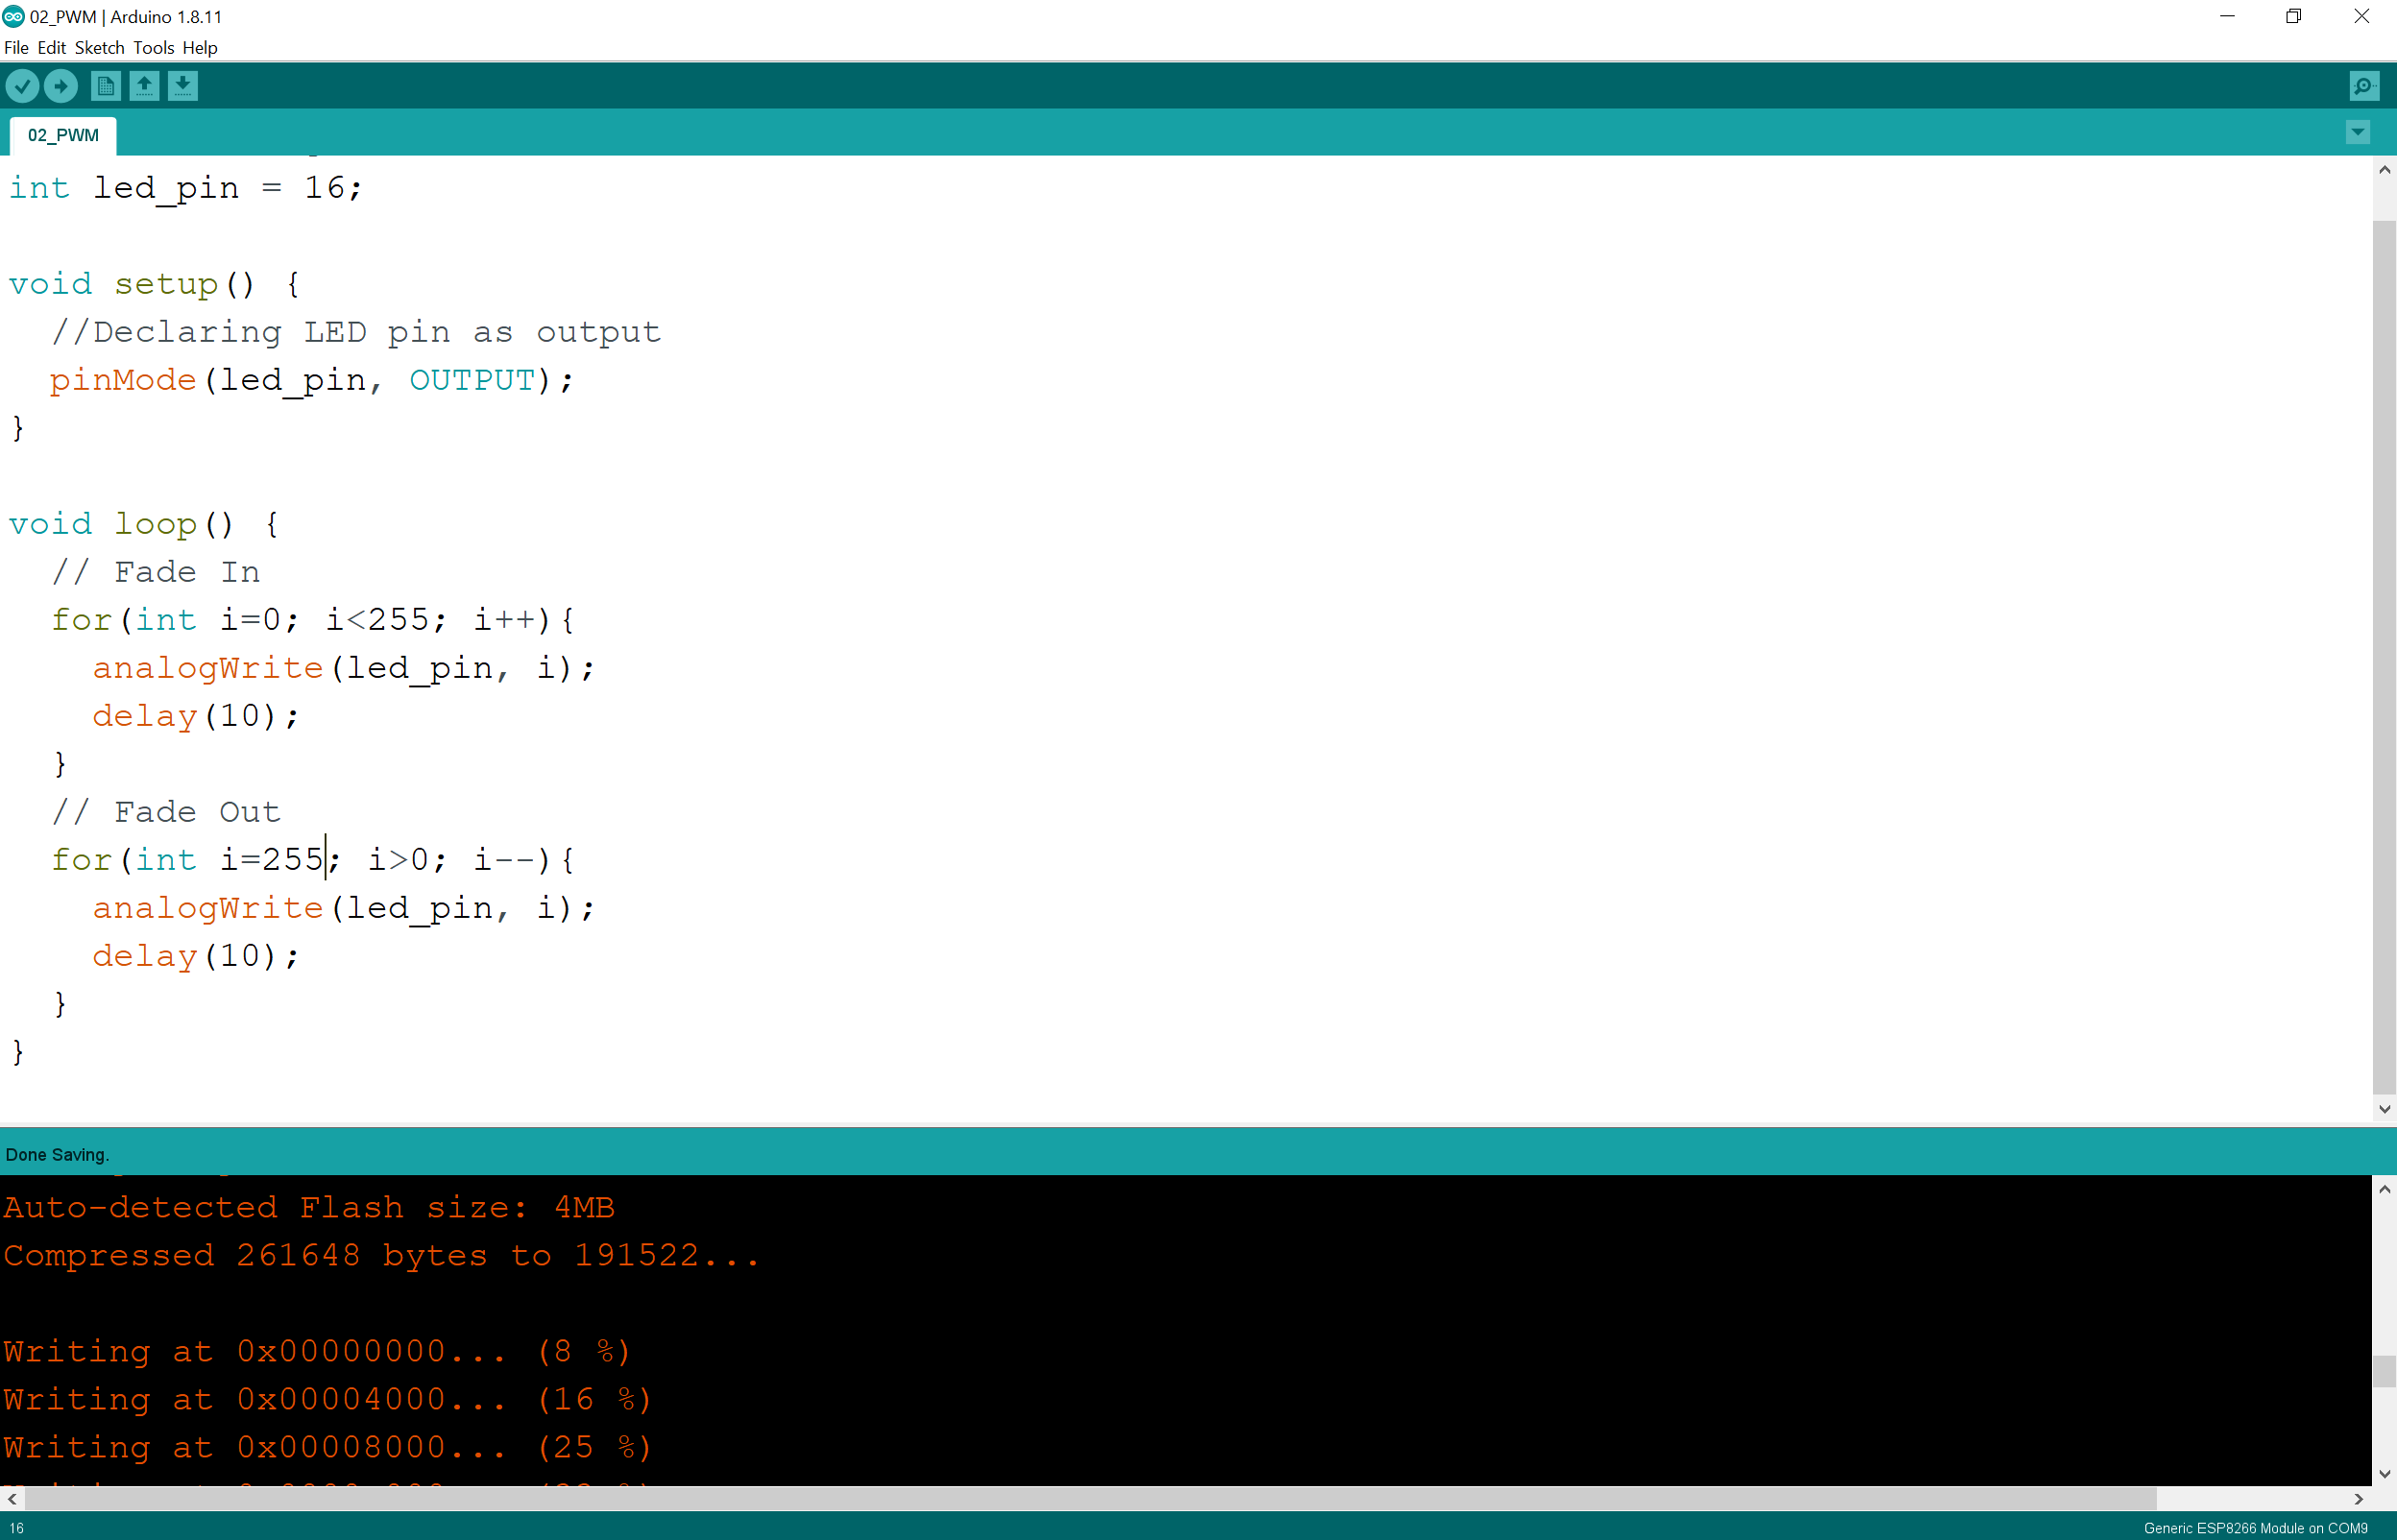 02_PWM | Arduino 1.8.11
File Edit Sketch Tools Help
02_PWM
int led_pin = 16;
void setup() {
  //Declaring LED pin as output
  pinMode(led_pin, OUTPUT);
}
void loop() {
  // Fade In
  for(int i=0; i<255; i++){
    analogWrite(led_pin, i);
    delay(10);
  }
  // Fade Out
  for(int i=255; i>0; i--){
    analogWrite(led_pin, i);
    delay(10);
  }
}
Done Saving.
Auto-detected Flash size: 4MB
Compressed 261648 bytes to 191522...
Writing at 0x00000000... (8 %)
Writing at 0x00004000... (16 %)
Writing at 0x00008000... (25 %)
16
Generic ESP8266 Module on COM9